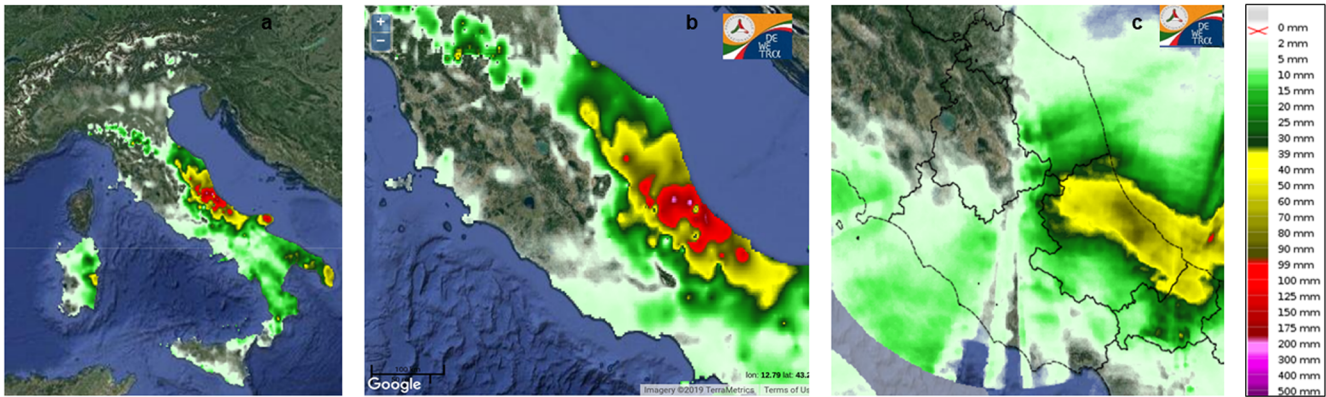 a
b
c
+
−
DE
WE
TRα
DE
WE
TRα
100 km
Google
lon: 12.79 lat: 43.2
Imagery ©2019 TerraMetrics
Terms of Us
0 mm
2 mm
5 mm
10 mm
15 mm
20 mm
25 mm
30 mm
39 mm
40 mm
50 mm
60 mm
70 mm
80 mm
90 mm
99 mm
100 mm
125 mm
150 mm
175 mm
200 mm
300 mm
400 mm
500 mm